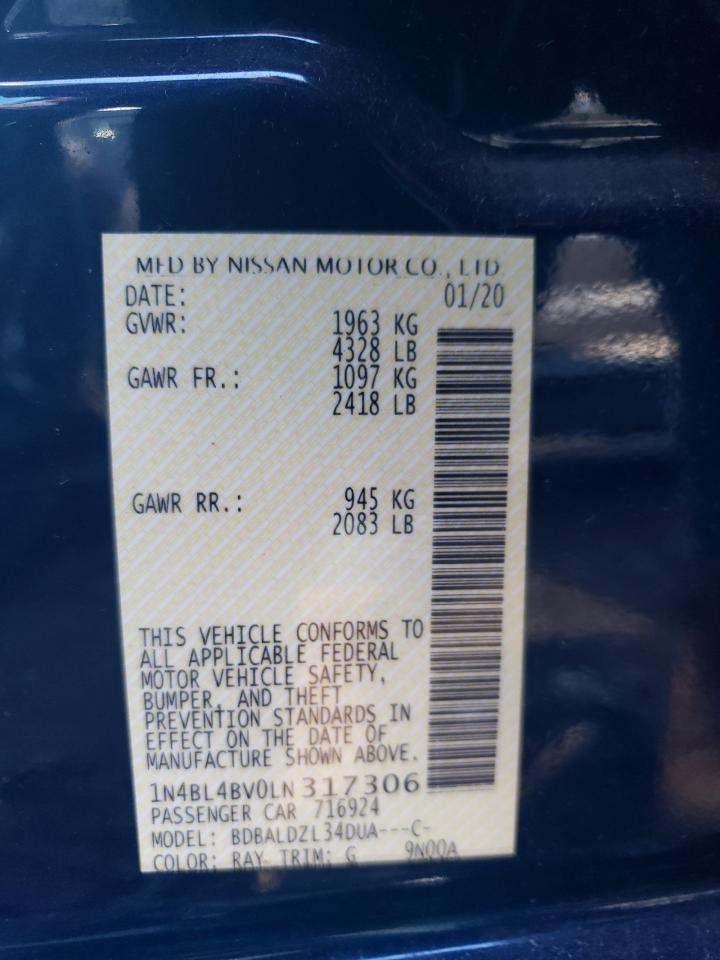 MFD BY NISSAN MOTOR CO., LTD.
DATE: 01/20
GVWR: 1963 KG
4328 LB
GAWR FR.: 1097 KG
2418 LB
GAWR RR.: 945 KG
2083 LB
THIS VEHICLE CONFORMS TO
ALL APPLICABLE FEDERAL
MOTOR VEHICLE SAFETY,
BUMPER, AND THEFT
PREVENTION STANDARDS IN
EFFECT ON THE DATE OF
MANUFACTURE SHOWN ABOVE.
1N4BL4BV0LN317306
PASSENGER CAR 716924
MODEL: BDBALDZL34DUA---C-
COLOR: RAY TRIM: G 9N00A